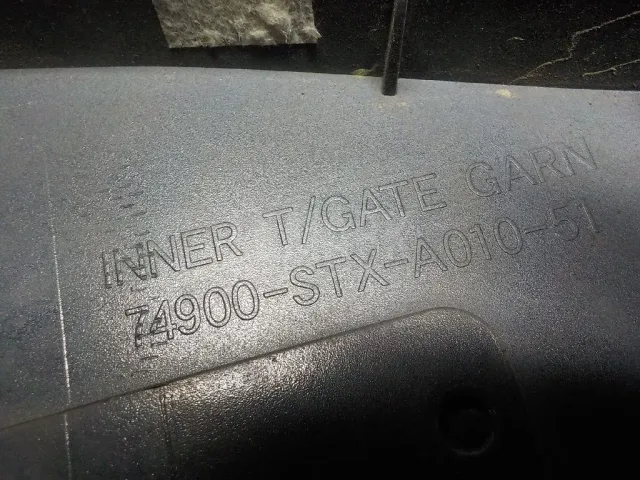 INNER T/GATE GARN
74900-STX-A010-51